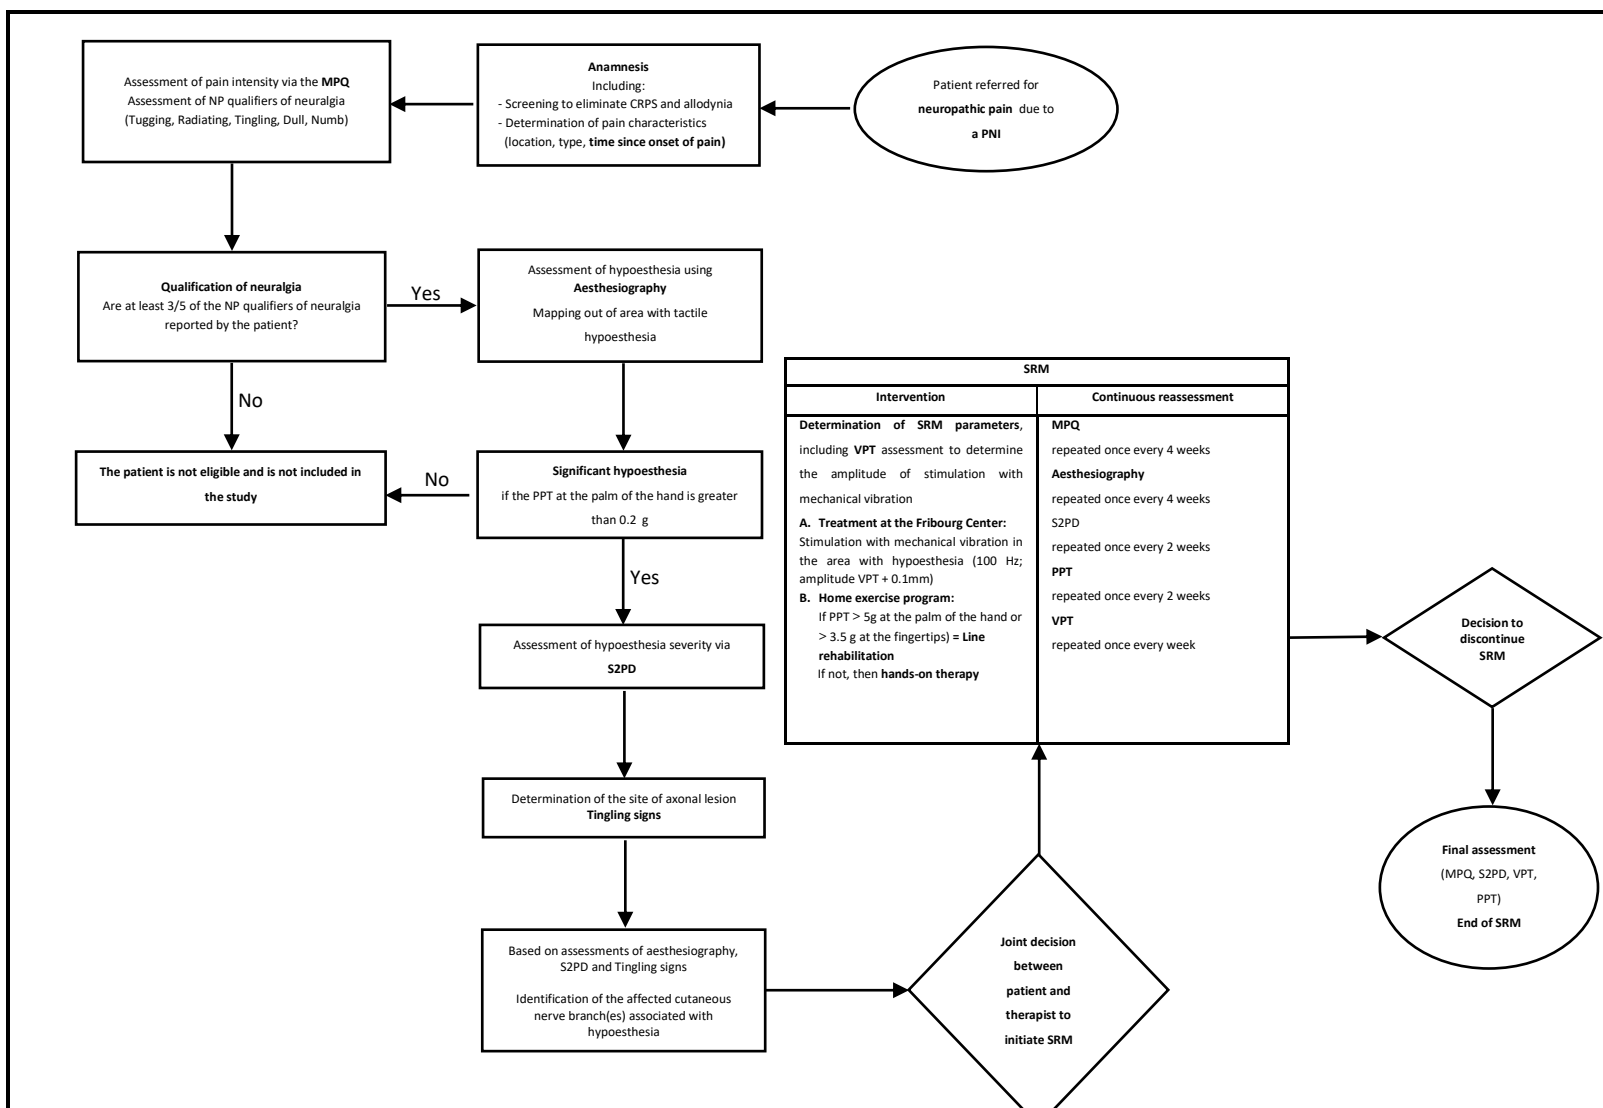 Patient referred for
neuropathic pain due to
a PNI
Anamnesis
Including:
- Screening to eliminate CRPS and allodynia
- Determination of pain characteristics
(location, type, time since onset of pain)
Assessment of pain intensity via the MPQ
Assessment of NP qualifiers of neuralgia
(Tugging, Radiating, Tingling, Dull, Numb)
Qualification of neuralgia
Are at least 3/5 of the NP qualifiers of neuralgia
reported by the patient?
Yes
No
Assessment of hypoesthesia using
Aesthesiography
Mapping out of area with tactile
hypoesthesia
The patient is not eligible and is not included in
the study
No
Significant hypoesthesia
if the PPT at the palm of the hand is greater
than 0.2 g
Yes
Assessment of hypoesthesia severity via
S2PD
Determination of the site of axonal lesion
Tingling signs
Based on assessments of aesthesiography,
S2PD and Tingling signs
Identification of the affected cutaneous
nerve branch(es) associated with
hypoesthesia
Joint decision
between
patient and
therapist to
initiate SRM
SRM
Intervention
Determination of SRM parameters,
including VPT assessment to determine
the amplitude of stimulation with
mechanical vibration
A. Treatment at the Fribourg Center:
Stimulation with mechanical vibration in
the area with hypoesthesia (100 Hz;
amplitude VPT + 0.1mm)
B. Home exercise program:
If PPT > 5g at the palm of the hand or
> 3.5 g at the fingertips) = Line
rehabilitation
If not, then hands-on therapy
Continuous reassessment
MPQ
repeated once every 4 weeks
Aesthesiography
repeated once every 4 weeks
S2PD
repeated once every 2 weeks
PPT
repeated once every 2 weeks
VPT
repeated once every week
Decision to
discontinue
SRM
Final assessment
(MPQ, S2PD, VPT,
PPT)
End of SRM